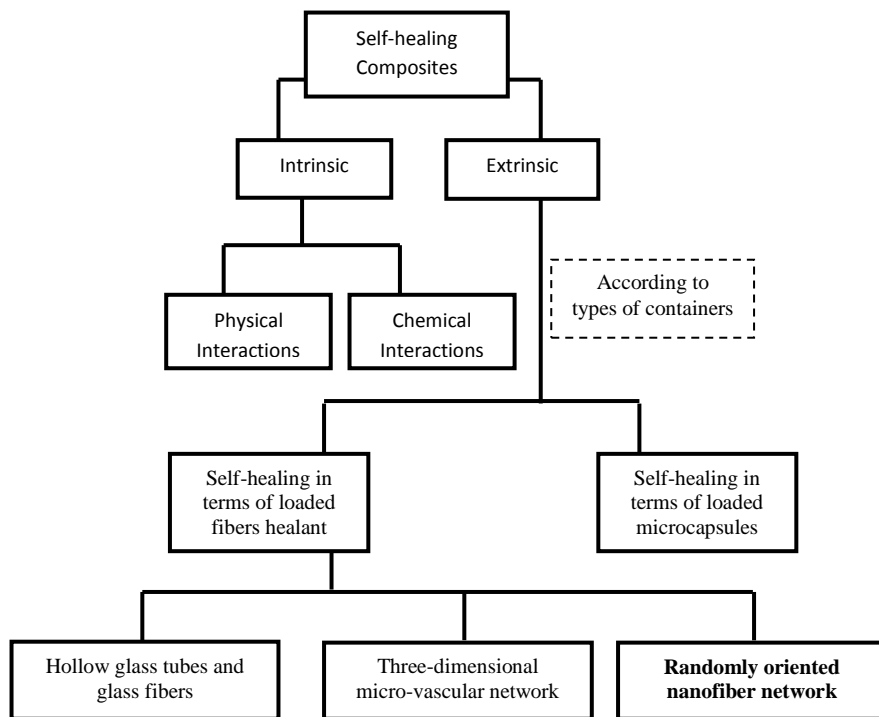 Self-healing
Composites
Intrinsic
Extrinsic
According to
types of containers
Physical
Interactions
Chemical
Interactions
Self-healing in
terms of loaded
fibers healant
Self-healing in
terms of loaded
microcapsules
Hollow glass tubes and
glass fibers
Three-dimensional
micro-vascular network
Randomly oriented
nanofiber network